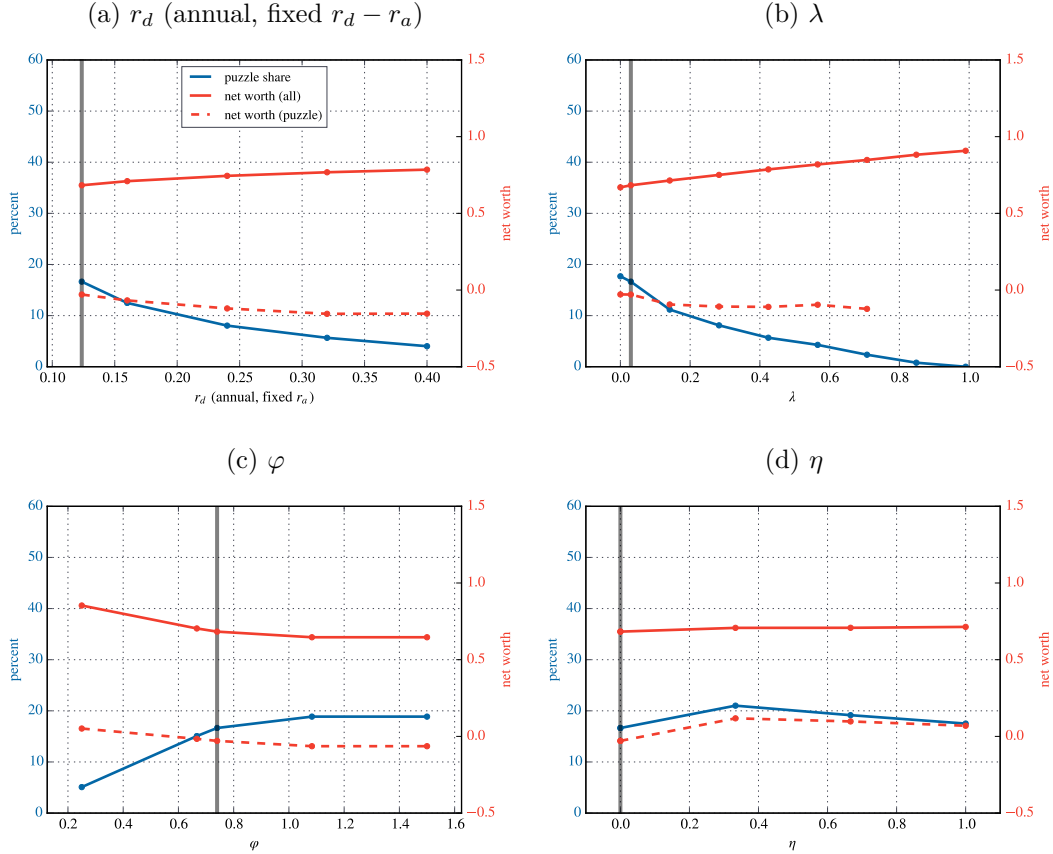 (a) r_d (annual, fixed r_d − r_a)
60
50
40
30
20
10
0
percent
1.5
1.0
0.5
0.0
−0.5
net worth
puzzle share
net worth (all)
net worth (puzzle)
0.10 0.15 0.20 0.25 0.30 0.35 0.40
r_d (annual, fixed r_a)
(b) λ
60
50
40
30
20
10
0
percent
1.5
1.0
0.5
0.0
−0.5
net worth
0.0 0.2 0.4 0.6 0.8 1.0
λ
(c) φ
60
50
40
30
20
10
0
percent
1.5
1.0
0.5
0.0
−0.5
net worth
0.2 0.4 0.6 0.8 1.0 1.2 1.4 1.6
φ
(d) η
60
50
40
30
20
10
0
percent
1.5
1.0
0.5
0.0
−0.5
net worth
0.0 0.2 0.4 0.6 0.8 1.0
η